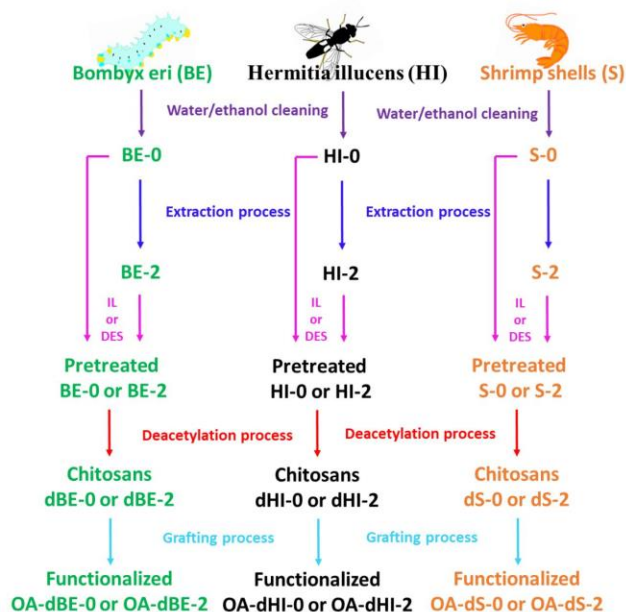 Bombyx eri (BE)
Hermitia illucens (HI)
Shrimp shells (S)
Water/ethanol cleaning
Water/ethanol cleaning
BE-0
HI-0
S-0
Extraction process
Extraction process
BE-2
HI-2
S-2
IL
or
DES
IL
or
DES
IL
or
DES
Pretreated
BE-0 or BE-2
Pretreated
HI-0 or HI-2
Pretreated
S-0 or S-2
Deacetylation process
Deacetylation process
Chitosans
dBE-0 or dBE-2
Chitosans
dHI-0 or dHI-2
Chitosans
dS-0 or dS-2
Grafting process
Grafting process
Functionalized
OA-dBE-0 or OA-dBE-2
Functionalized
OA-dHI-0 or OA-dHI-2
Functionalized
OA-dS-0 or OA-dS-2